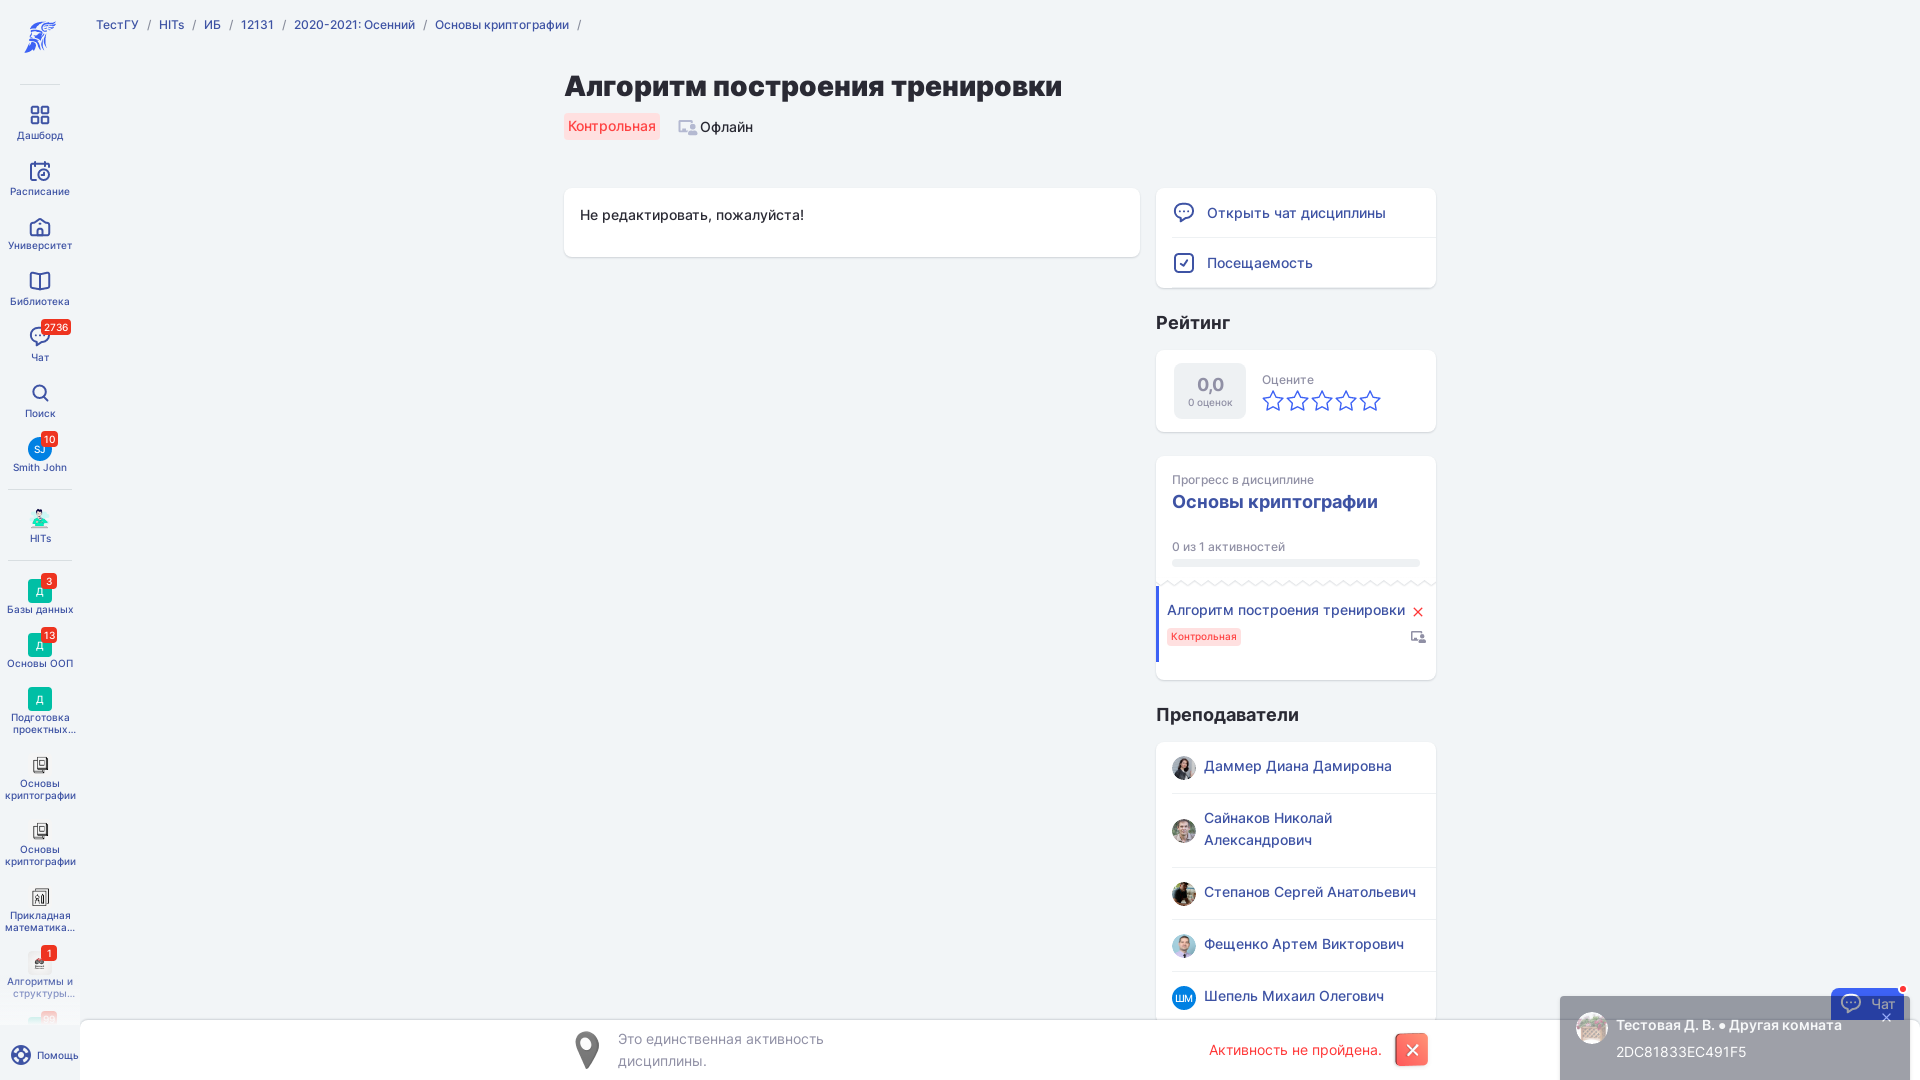 ТестГУ / HITs / ИБ / 12131 / 2020-2021: Осенний / Основы криптографии /
Дашборд
Расписание
Университет
Библиотека
2736
Чат
Поиск
SJ
10
Smith John
HITs
Д
3
Базы данных
Д
13
Основы ООП
Д
Подготовка
проектных...
Основы
криптографии
Основы
криптографии
Прикладная
математика...
1
Алгоритмы и
структуры...
Помощь
Алгоритм построения тренировки
Контрольная
Офлайн
Не редактировать, пожалуйста!
Открыть чат дисциплины
Посещаемость
Рейтинг
0,0
0 оценок
Оцените
Прогресс в дисциплине
Основы криптографии
0 из 1 активностей
Алгоритм построения тренировки
Контрольная
Преподаватели
Даммер Диана Дамировна
Сайнаков Николай
Александрович
Степанов Сергей Анатольевич
Фещенко Артем Викторович
ШМ
Шепель Михаил Олегович
Это единственная активность
дисциплины.
Активность не пройдена.
Чат
Тестовая Д. В. ● Другая комната
2DC81833EC491F5